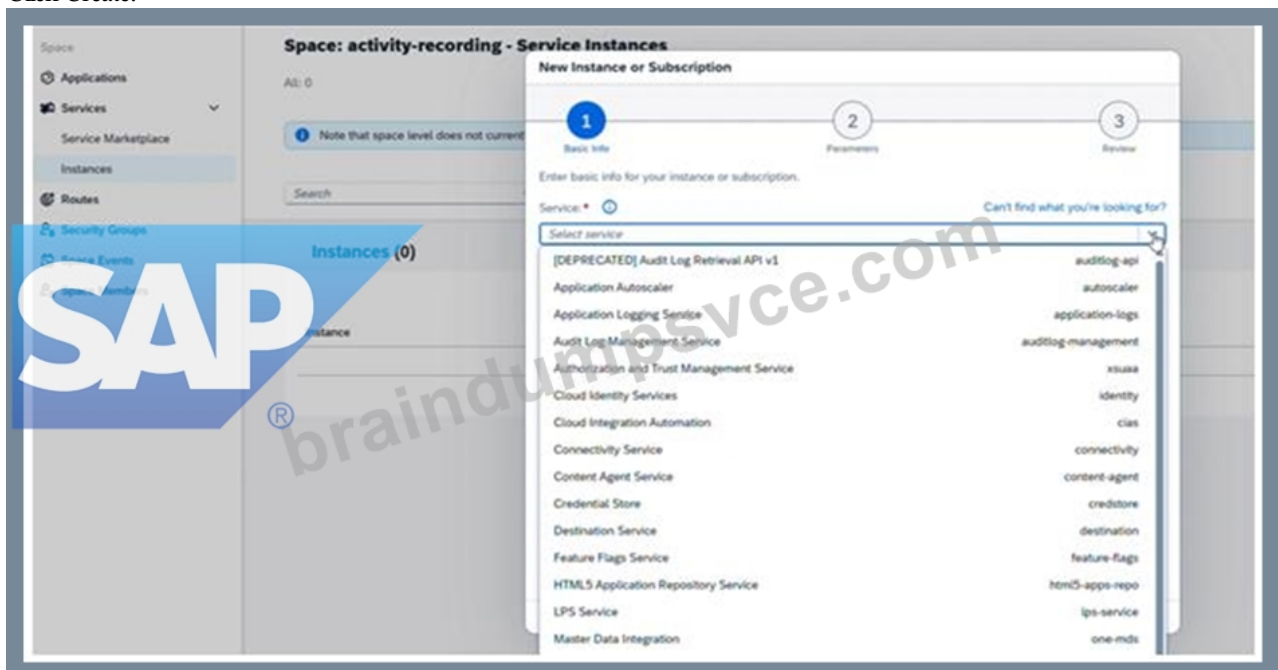 Space
Space: activity-recording - Service Instances
New Instance or Subscription
Applications
All: 0
Services
1
2
3
Service Marketplace
Note that space level does not current
Basic Info
Parameters
Review
Instances
Enter basic info for your instance or subscription.
Routes
Search
Service: *
Can't find what you're looking for?
Security Groups
Select service
Space Events
Instances (0)
[DEPRECATED] Audit Log Retrieval API v1
auditlog-api
Space Members
Application Autoscaler
autoscaler
Application Logging Service
application-logs
Audit Log Management Service
auditlog-management
Authorization and Trust Management Service
xsuaa
Cloud Identity Services
identity
Cloud Integration Automation
cias
Connectivity Service
connectivity
Content Agent Service
content-agent
Credential Store
credstore
Destination Service
destination
Feature Flags Service
feature-flags
HTML5 Application Repository Service
html5-apps-repo
LPS Service
lps-service
Master Data Integration
one-mds
SAP
®
braindumpsvce.com